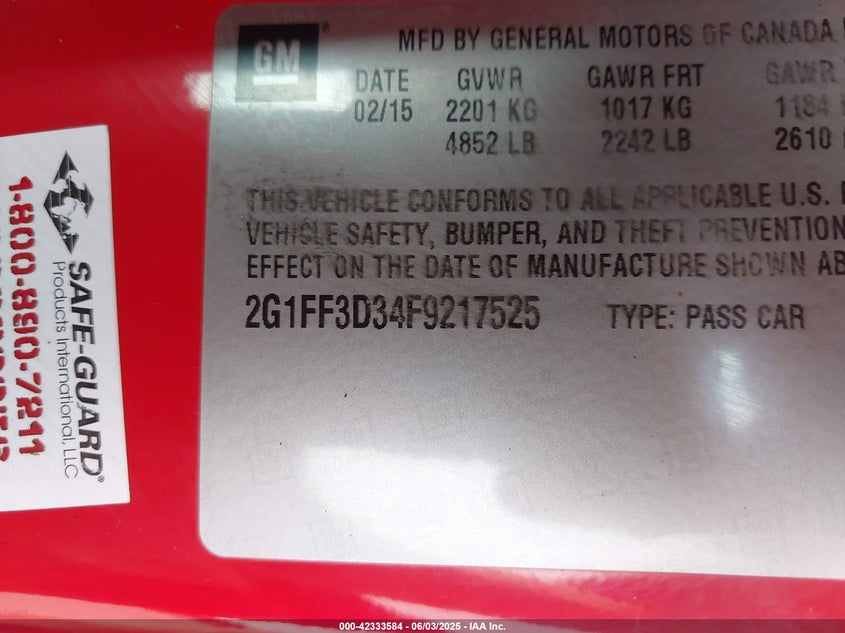 GM®
MFD BY GENERAL MOTORS OF CANADA
DATE GVWR GAWR FRT GAWR
02/15 2201 KG 1017 KG 1184
4852 LB 2242 LB 2610
THIS VEHICLE CONFORMS TO ALL APPLICABLE U.S.
VEHICLE SAFETY, BUMPER, AND THEFT PREVENTION
EFFECT ON THE DATE OF MANUFACTURE SHOWN AB
2G1FF3D34F9217525 TYPE: PASS CAR
SAFE-GUARD®
Products International, LLC
1-800-890-7211
000-42333584 - 06/03/2025 - IAA Inc.